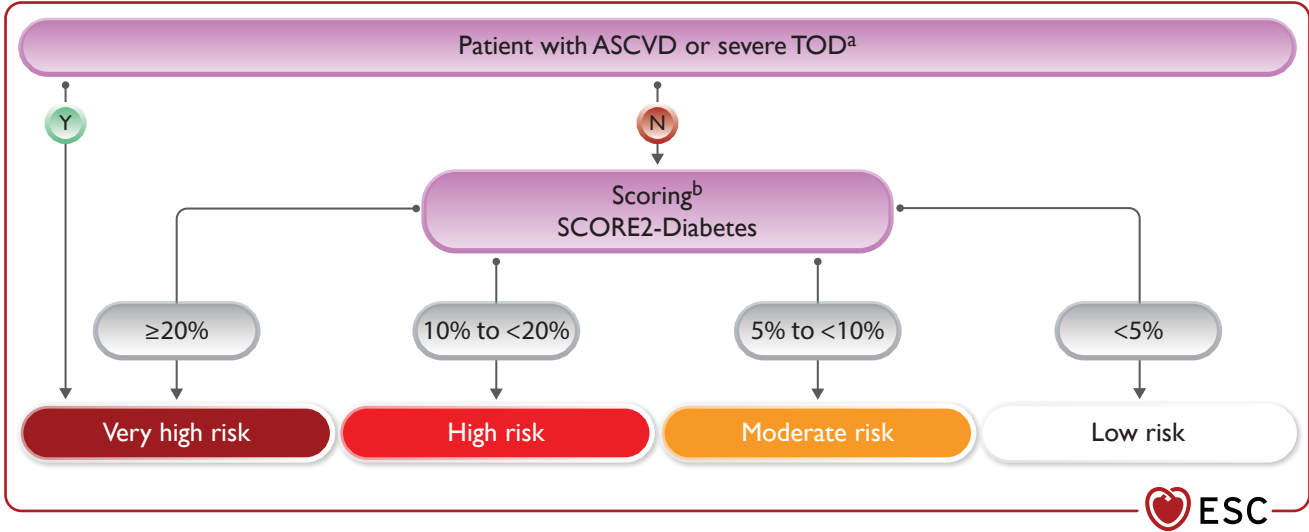 Patient with ASCVD or severe TODᵃ
Y
N
Scoringᵇ
SCORE2-Diabetes
≥20%
10% to <20%
5% to <10%
<5%
Very high risk
High risk
Moderate risk
Low risk
ESC